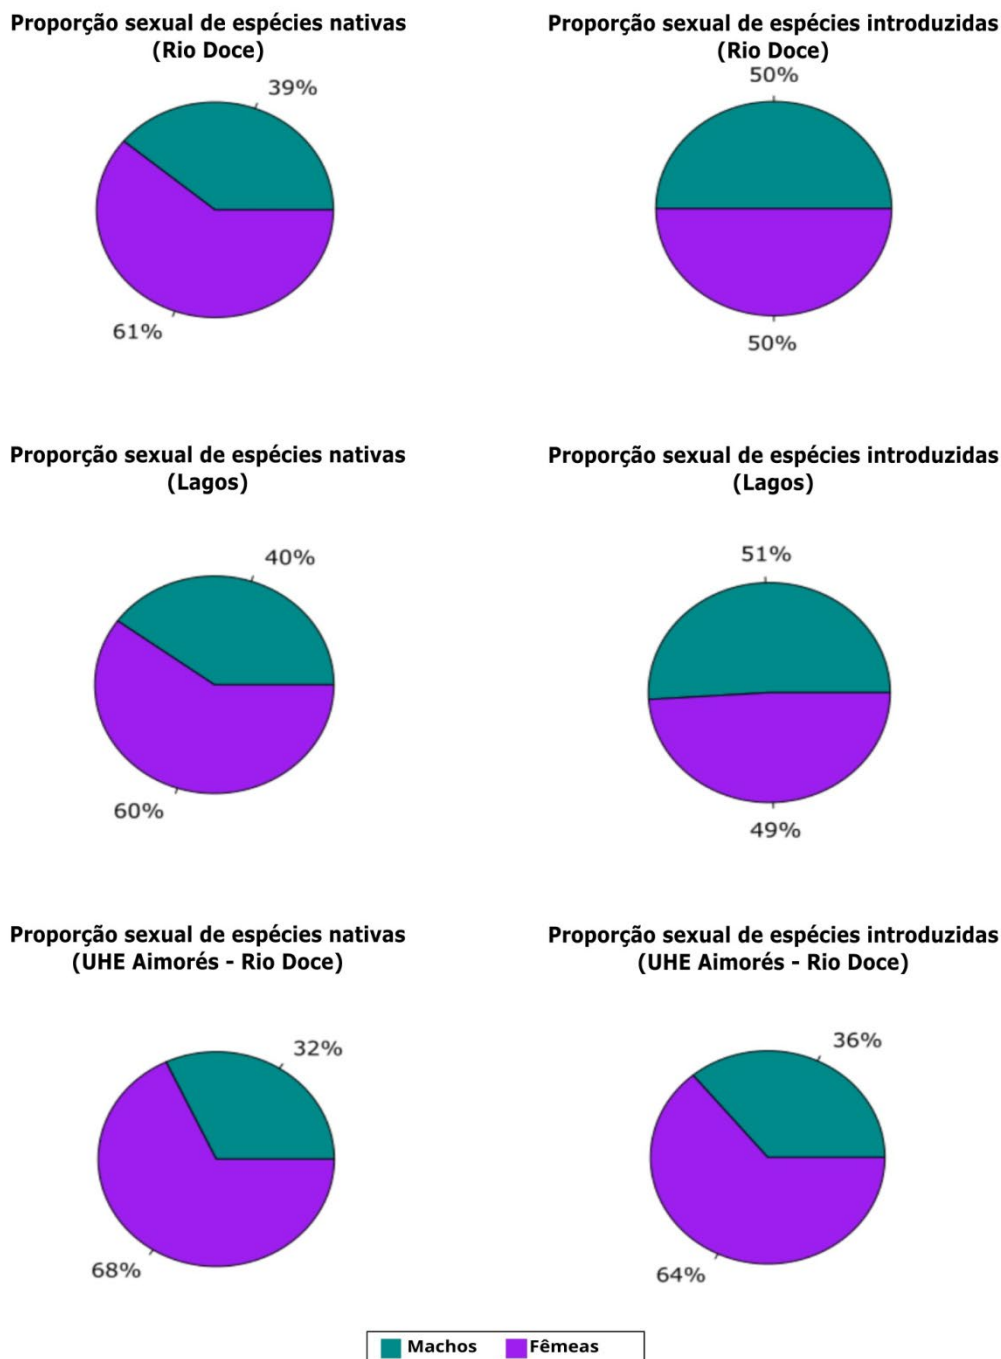 Proporção sexual de espécies nativas
(Rio Doce)
39%
61%
Proporção sexual de espécies introduzidas
(Rio Doce)
50%
50%
Proporção sexual de espécies nativas
(Lagos)
40%
60%
Proporção sexual de espécies introduzidas
(Lagos)
51%
49%
Proporção sexual de espécies nativas
(UHE Aimorés - Rio Doce)
32%
68%
Proporção sexual de espécies introduzidas
(UHE Aimorés - Rio Doce)
36%
64%
Machos Fêmeas